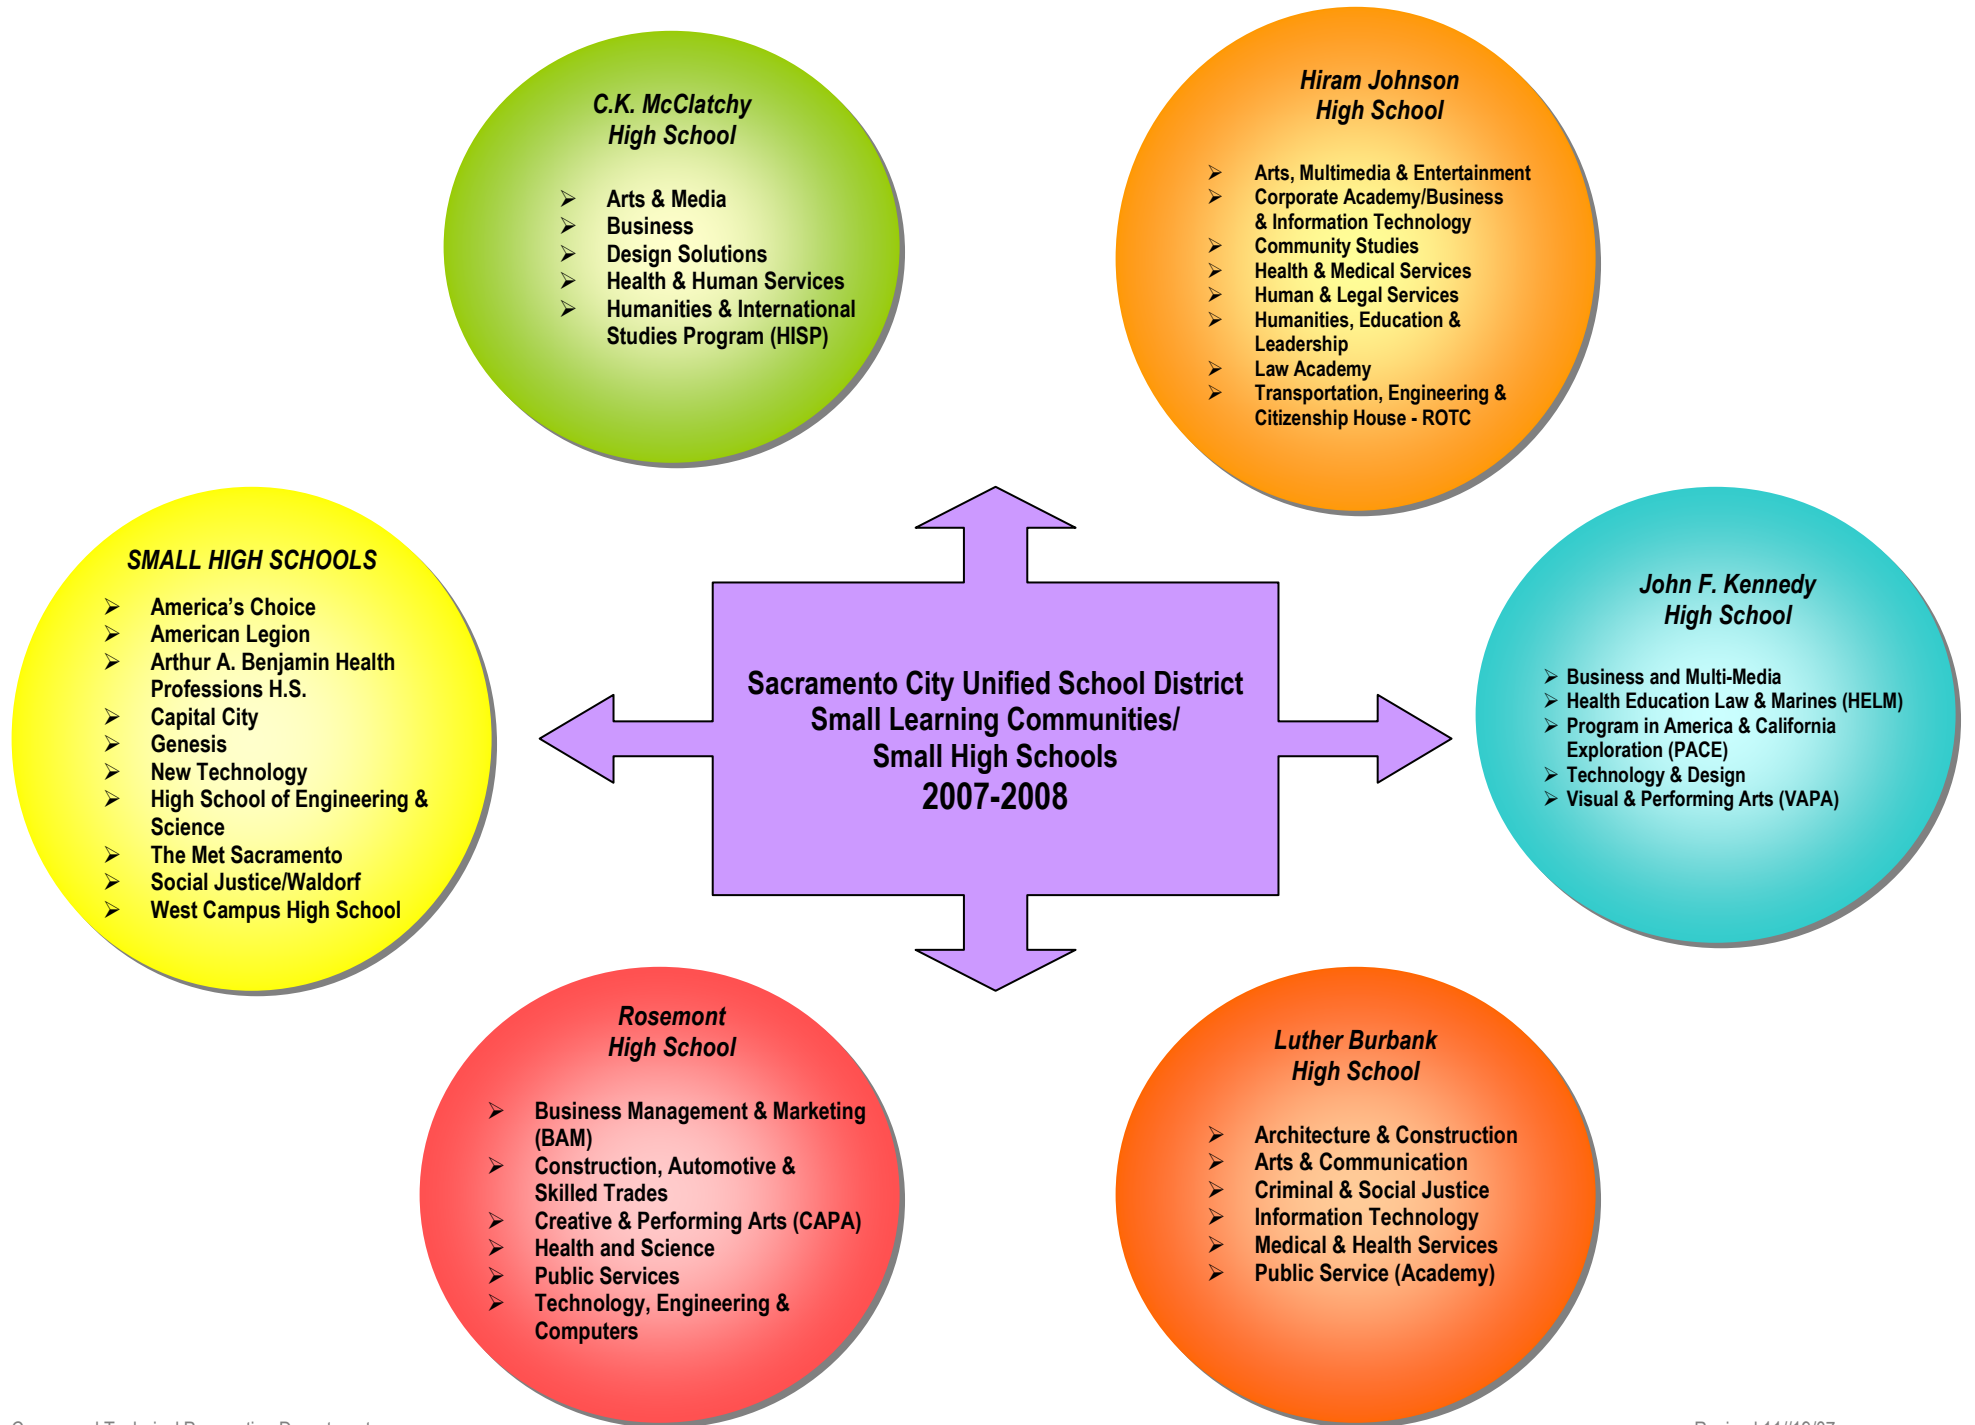 C.K. McClatchy
High School
➢ Arts & Media
➢ Business
➢ Design Solutions
➢ Health & Human Services
➢ Humanities & International
Studies Program (HISP)
Hiram Johnson
High School
➢ Arts, Multimedia & Entertainment
➢ Corporate Academy/Business
& Information Technology
➢ Community Studies
➢ Health & Medical Services
➢ Human & Legal Services
➢ Humanities, Education &
Leadership
➢ Law Academy
➢ Transportation, Engineering &
Citizenship House - ROTC
SMALL HIGH SCHOOLS
➢ America's Choice
➢ American Legion
➢ Arthur A. Benjamin Health
Professions H.S.
➢ Capital City
➢ Genesis
➢ New Technology
➢ High School of Engineering &
Science
➢ The Met Sacramento
➢ Social Justice/Waldorf
➢ West Campus High School
Sacramento City Unified School District
Small Learning Communities/
Small High Schools
2007-2008
John F. Kennedy
High School
➢ Business and Multi-Media
➢ Health Education Law & Marines (HELM)
➢ Program in America & California
Exploration (PACE)
➢ Technology & Design
➢ Visual & Performing Arts (VAPA)
Rosemont
High School
➢ Business Management & Marketing
(BAM)
➢ Construction, Automotive &
Skilled Trades
➢ Creative & Performing Arts (CAPA)
➢ Health and Science
➢ Public Services
➢ Technology, Engineering &
Computers
Luther Burbank
High School
➢ Architecture & Construction
➢ Arts & Communication
➢ Criminal & Social Justice
➢ Information Technology
➢ Medical & Health Services
➢ Public Service (Academy)